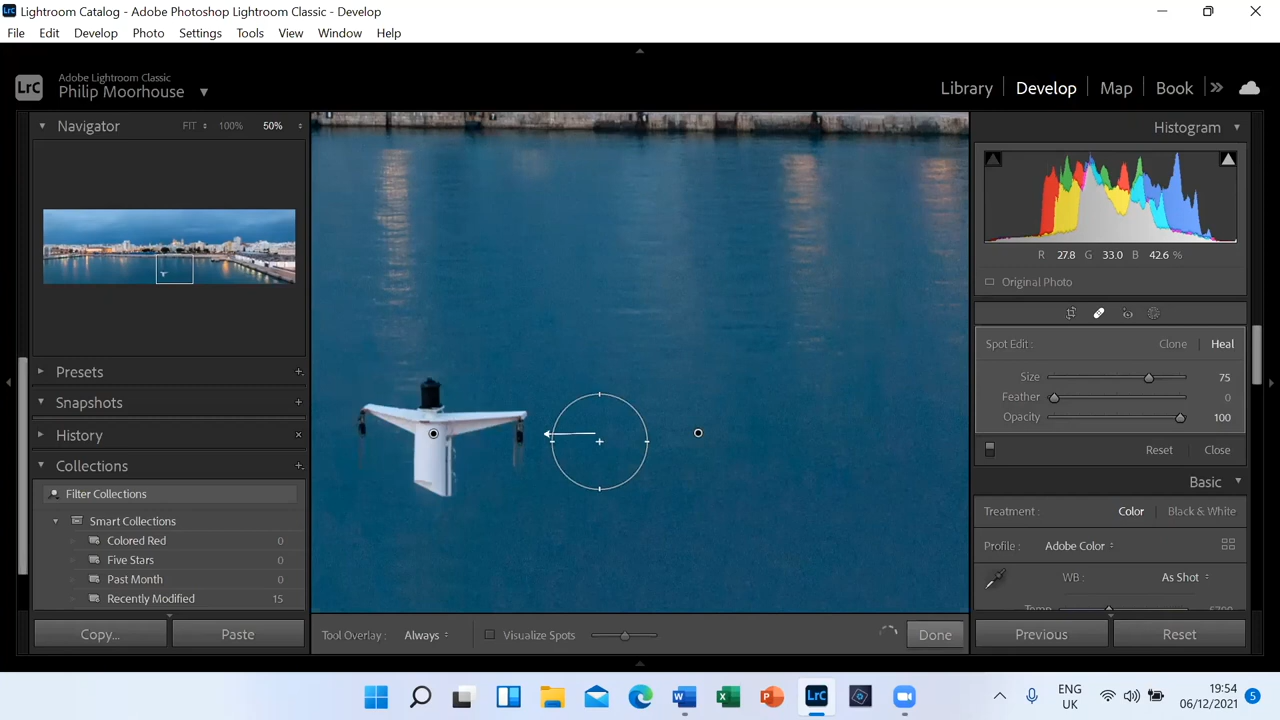 Lightroom Catalog - Adobe Photoshop Lightroom Classic - Develop
File Edit Develop Photo Settings Tools View Window Help
LrC
Adobe Lightroom Classic
Philip Moorhouse
Library Develop Map Book
Navigator FIT 100% 50%
Histogram
R 27.8 G 33.0 B 42.6 %
Original Photo
Spot Edit : Clone Heal
Size 75
Feather 0
Opacity 100
Reset Close
Presets
Snapshots
History
Collections
Filter Collections
Smart Collections
Colored Red 0
Five Stars 0
Past Month 0
Recently Modified 15
Basic
Treatment : Color Black & White
Profile : Adobe Color
WB : As Shot
Temp 5700
Copy... Paste
Tool Overlay : Always Visualize Spots Done
Previous Reset
LrC
ENG
UK
19:54
06/12/2021
5